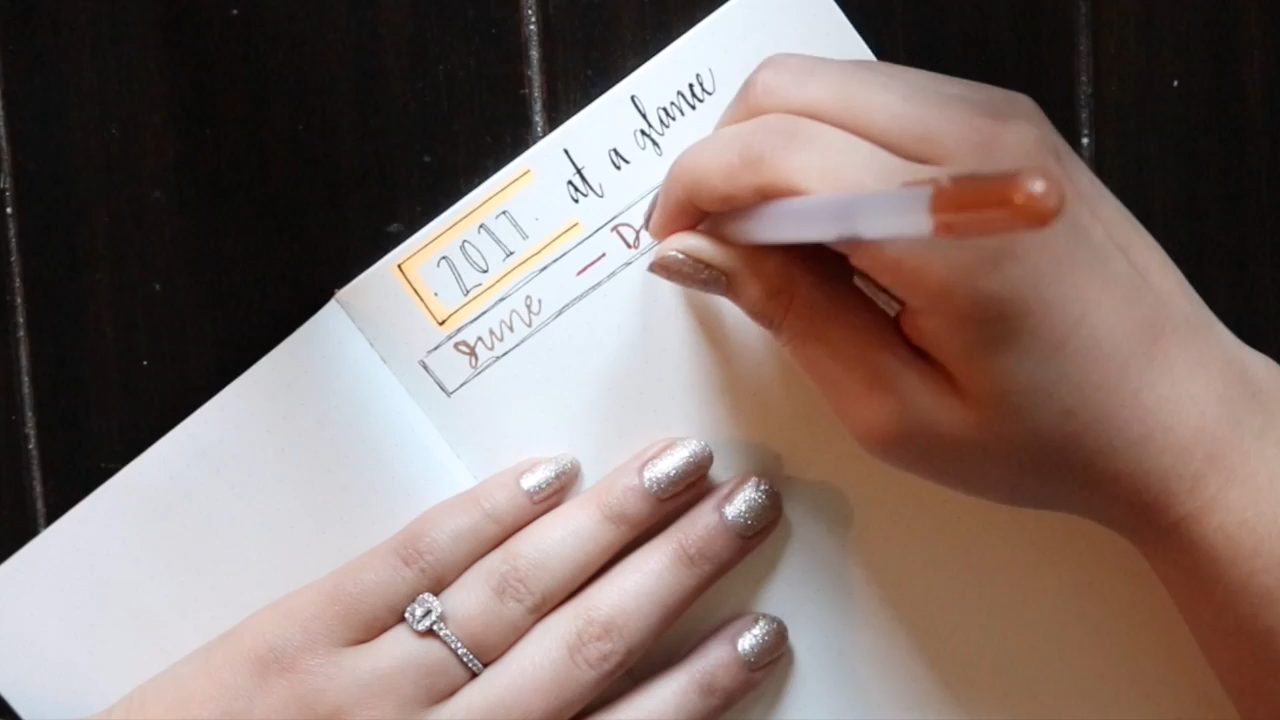 ·2017· at a glance
June — D